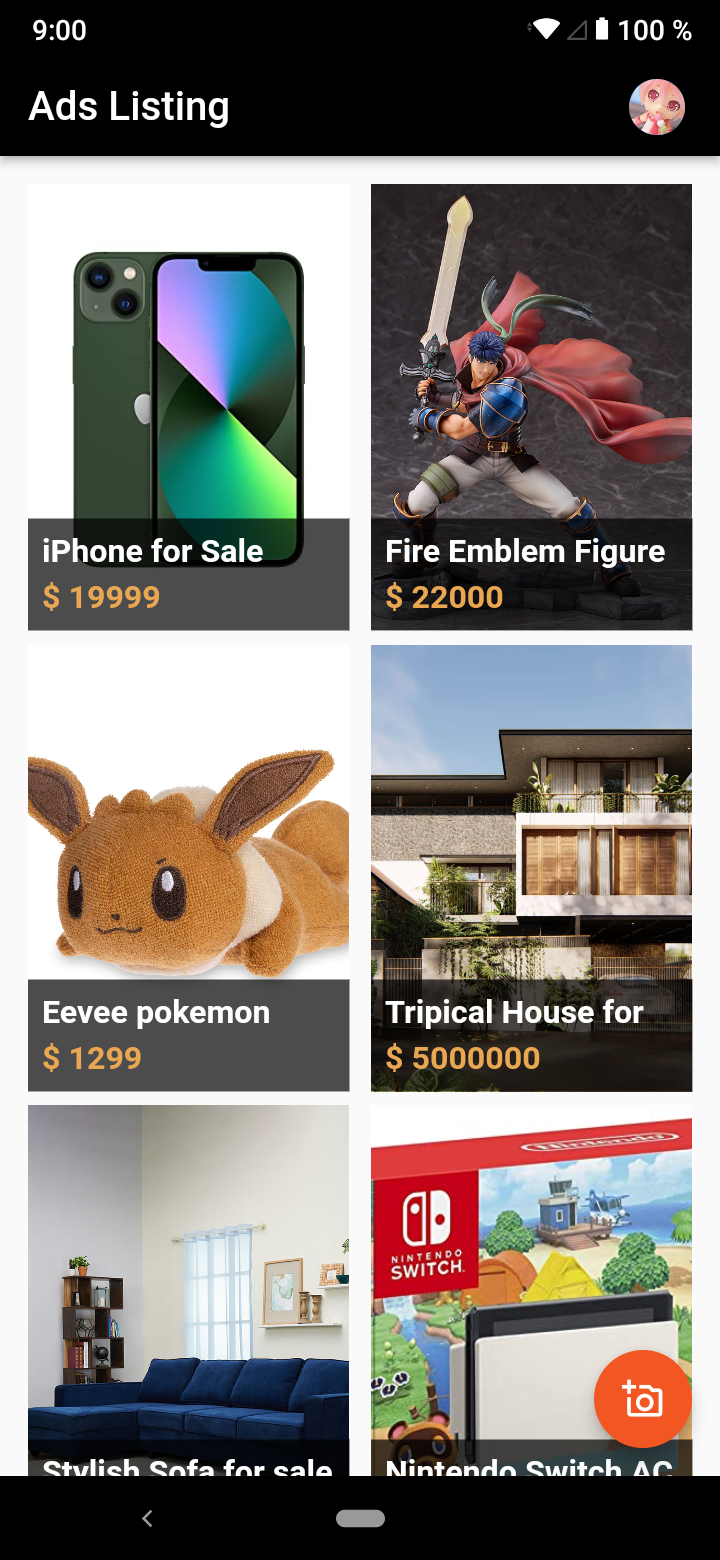 9:00
100 %
Ads Listing
iPhone for Sale
$ 19999
Fire Emblem Figure
$ 22000
Eevee pokemon
$ 1299
Tripical House for
$ 5000000
Nintendo
NINTENDO
SWITCH.
Stylish Sofa for sale
Nintendo Switch AC